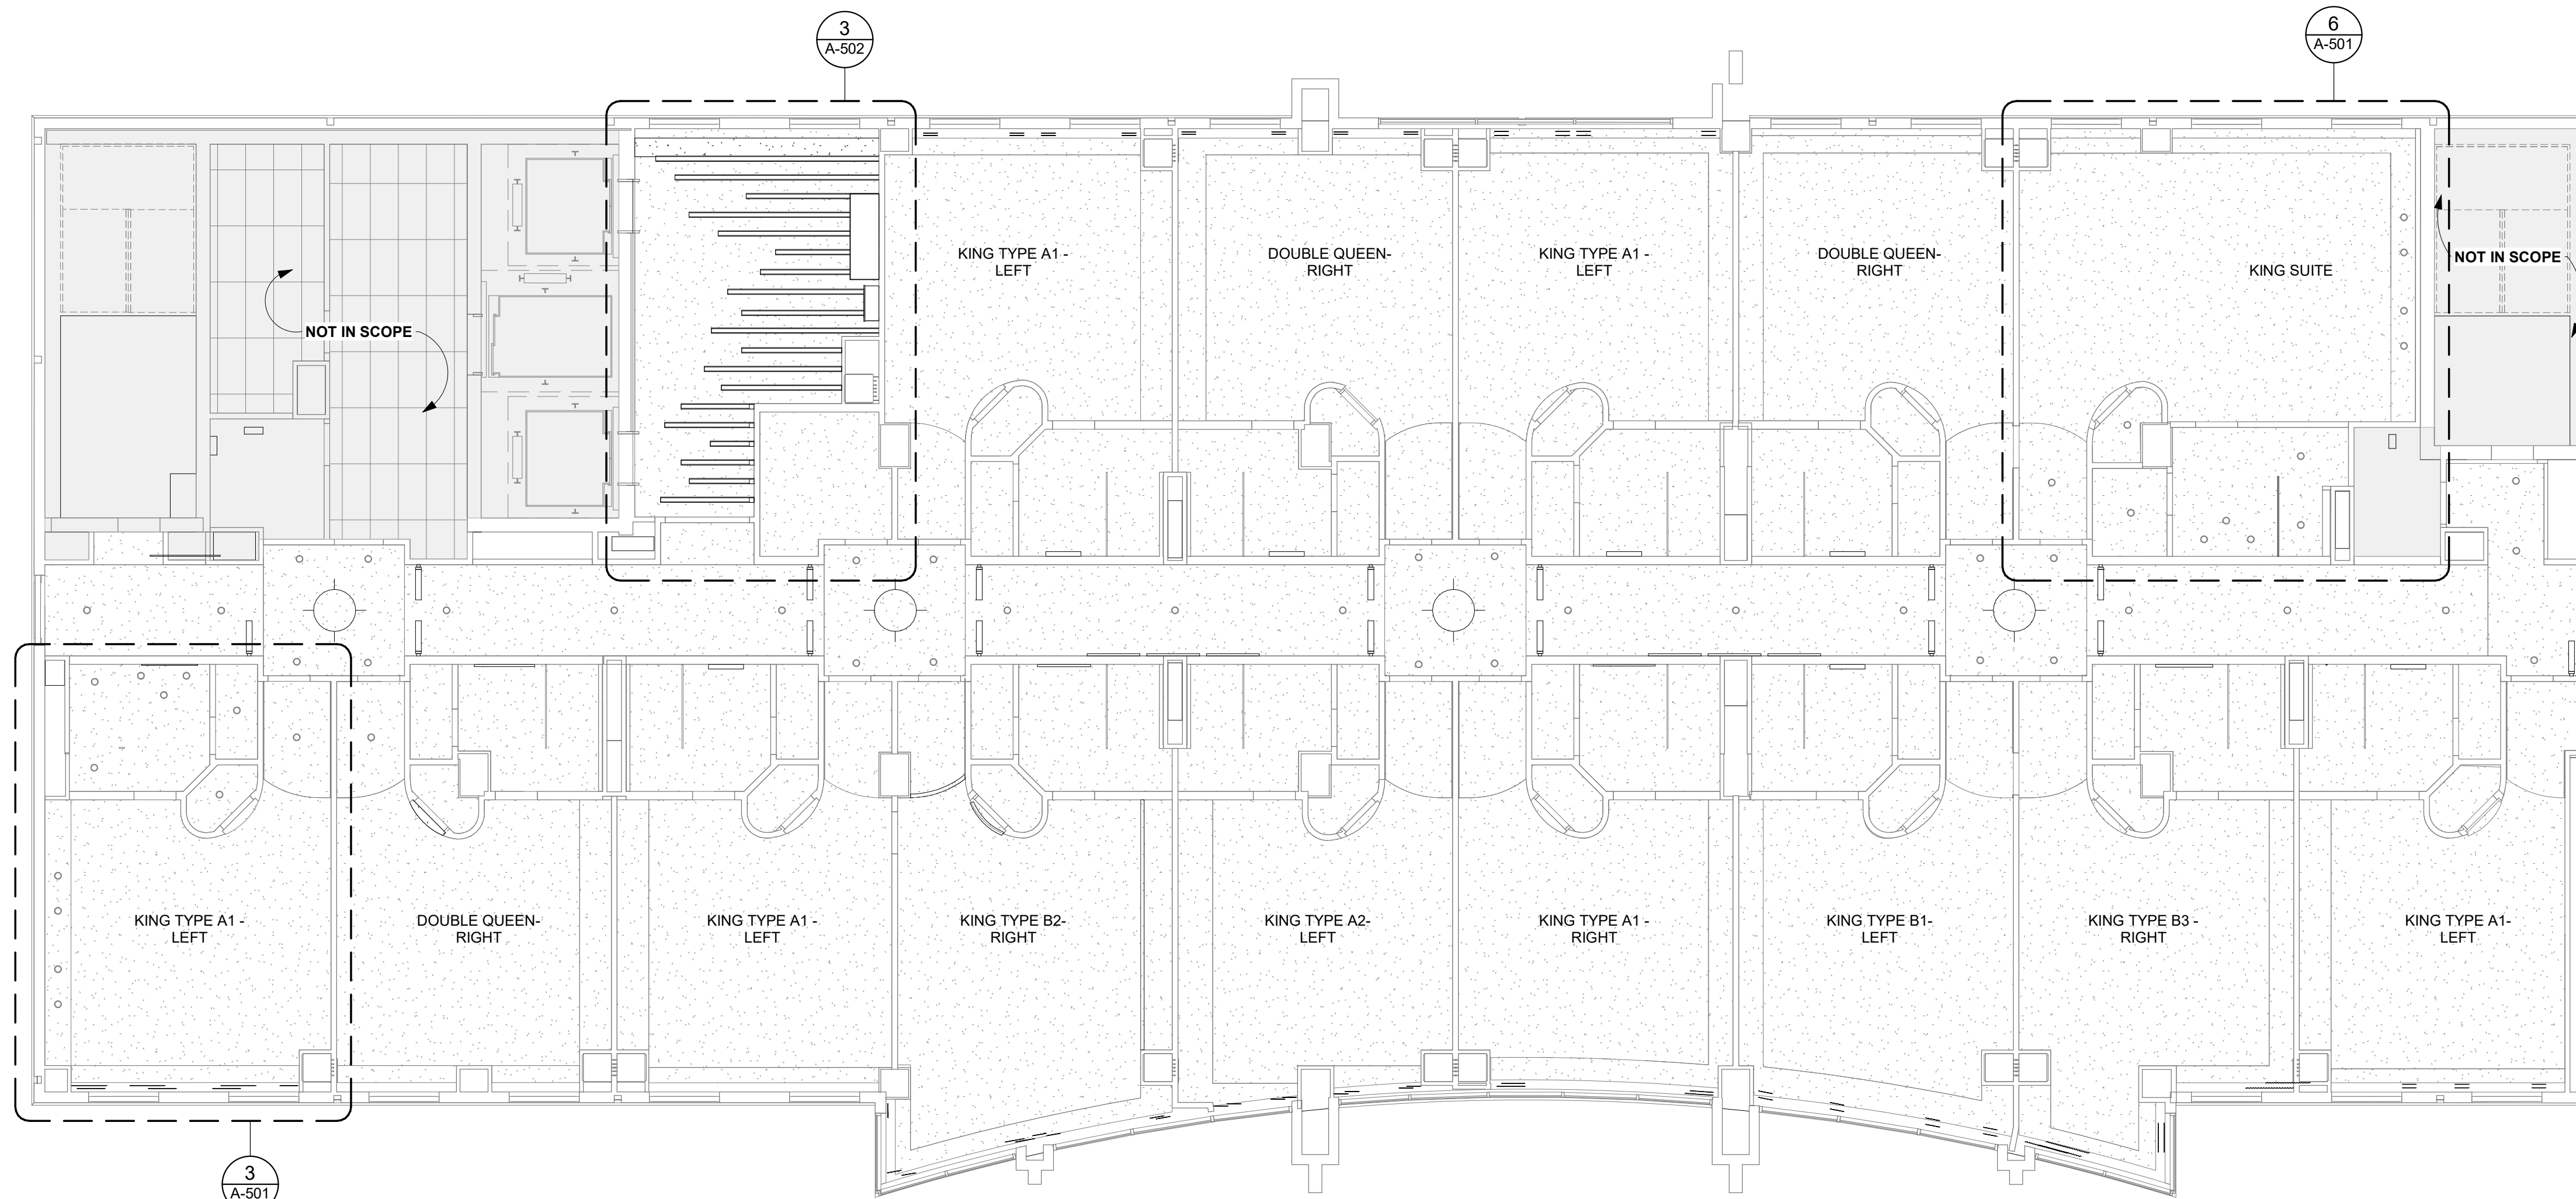 3
A-502
6
A-501
KING TYPE A1 -
LEFT
DOUBLE QUEEN-
RIGHT
KING TYPE A1 -
LEFT
DOUBLE QUEEN-
RIGHT
KING SUITE
NOT IN SCOPE
NOT IN SCOPE
KING TYPE A1 -
LEFT
DOUBLE QUEEN-
RIGHT
KING TYPE A1 -
LEFT
KING TYPE B2-
RIGHT
KING TYPE A2-
LEFT
KING TYPE A1 -
RIGHT
KING TYPE B1-
LEFT
KING TYPE B3 -
RIGHT
KING TYPE A1-
LEFT
3
A-501